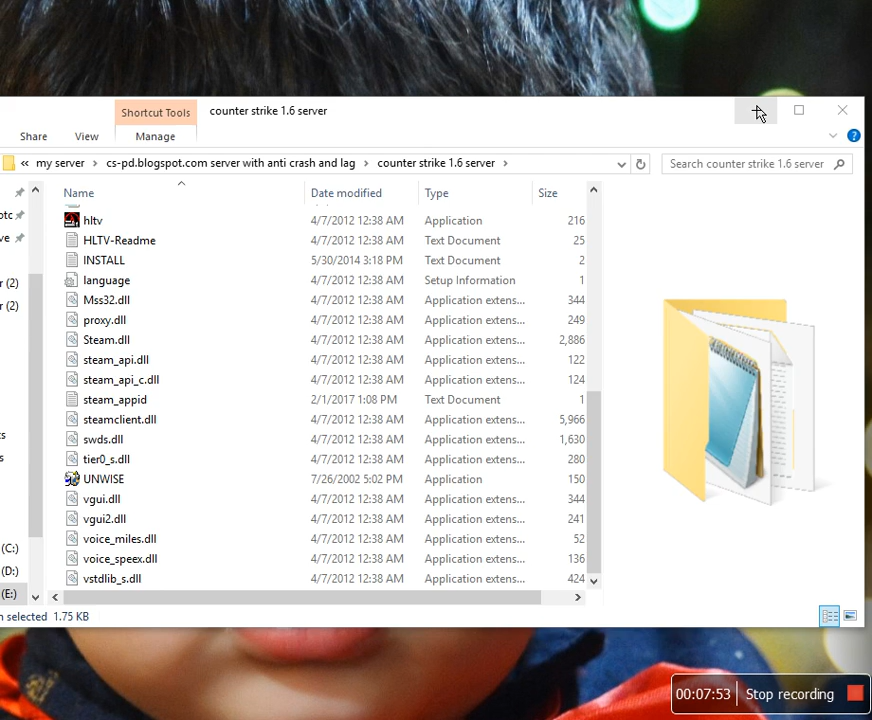 Shortcut Tools counter strike 1.6 server
Share View Manage
« my server › cs-pd.blogspot.com server with anti crash and lag › counter strike 1.6 server › Search counter strike 1.6 server
Name Date modified Type Size
hltv 4/7/2012 12:38 AM Application 216
HLTV-Readme 4/7/2012 12:38 AM Text Document 25
INSTALL 5/30/2014 3:18 PM Text Document 2
language 4/7/2012 12:38 AM Setup Information 1
Mss32.dll 4/7/2012 12:38 AM Application extens... 344
proxy.dll 4/7/2012 12:38 AM Application extens... 249
Steam.dll 4/7/2012 12:38 AM Application extens... 2,886
steam_api.dll 4/7/2012 12:38 AM Application extens... 122
steam_api_c.dll 4/7/2012 12:38 AM Application extens... 124
steam_appid 2/1/2017 1:08 PM Text Document 1
steamclient.dll 4/7/2012 12:38 AM Application extens... 5,966
swds.dll 4/7/2012 12:38 AM Application extens... 1,630
tier0_s.dll 4/7/2012 12:38 AM Application extens... 280
UNWISE 7/26/2002 5:02 PM Application 150
vgui.dll 4/7/2012 12:38 AM Application extens... 344
vgui2.dll 4/7/2012 12:38 AM Application extens... 241
voice_miles.dll 4/7/2012 12:38 AM Application extens... 52
voice_speex.dll 4/7/2012 12:38 AM Application extens... 136
vstdlib_s.dll 4/7/2012 12:38 AM Application extens... 424
otc
ve
r (2)
r (2)
ts
s
(C:)
(D:)
(E:)
selected 1.75 KB
00:07:53 Stop recording